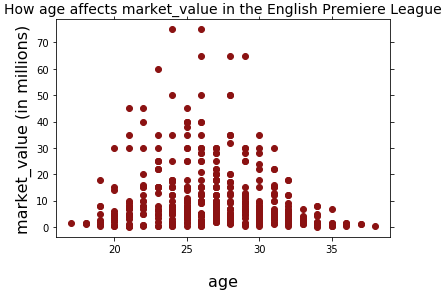 How age affects market_value in the English Premiere League
market_value (in millions)
70
60
50
40
30
20
10
0
20 25 30 35
age